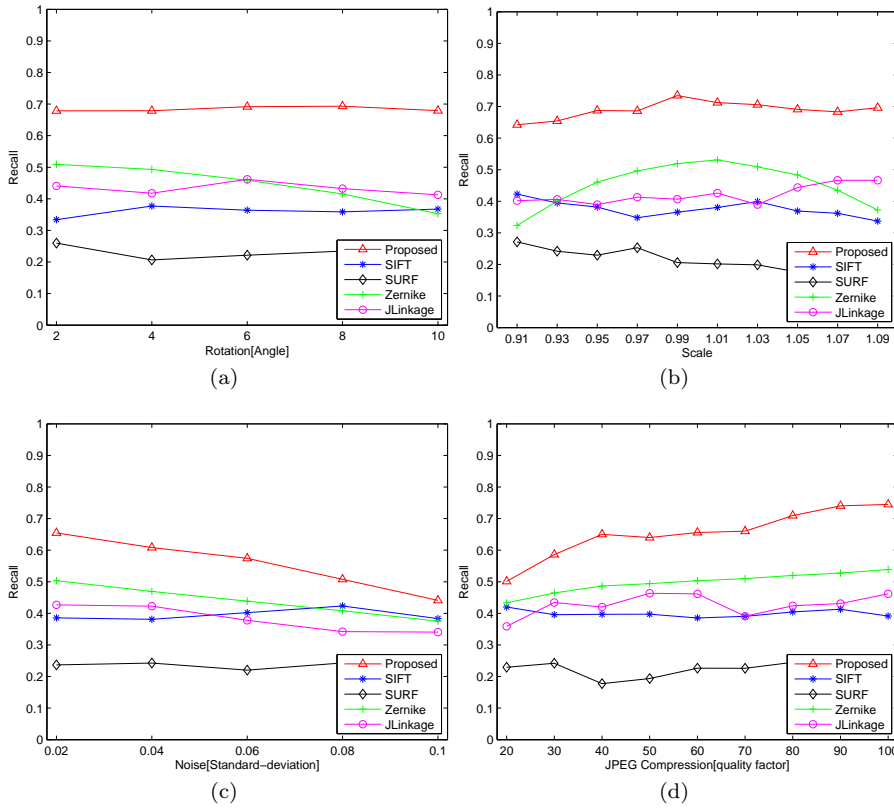 1
0.9
0.8
0.7
0.6
0.5
0.4
0.3
0.2
0.1
0
Recall
2
4
6
8
10
Rotation[Angle]
Proposed
SIFT
SURF
Zernike
JLinkage
(a)
1
0.9
0.8
0.7
0.6
0.5
0.4
0.3
0.2
0.1
0
Recall
0.91
0.93
0.95
0.97
0.99
1.01
1.03
1.05
1.07
1.09
Scale
Proposed
SIFT
SURF
Zernike
JLinkage
(b)
1
0.9
0.8
0.7
0.6
0.5
0.4
0.3
0.2
0.1
0
Recall
0.02
0.04
0.06
0.08
0.1
Noise[Standard−deviation]
Proposed
SIFT
SURF
Zernike
JLinkage
(c)
1
0.9
0.8
0.7
0.6
0.5
0.4
0.3
0.2
0.1
0
Recall
20
30
40
50
60
70
80
90
100
JPEG Compression[quality factor]
Proposed
SIFT
SURF
Zernike
JLinkage
(d)